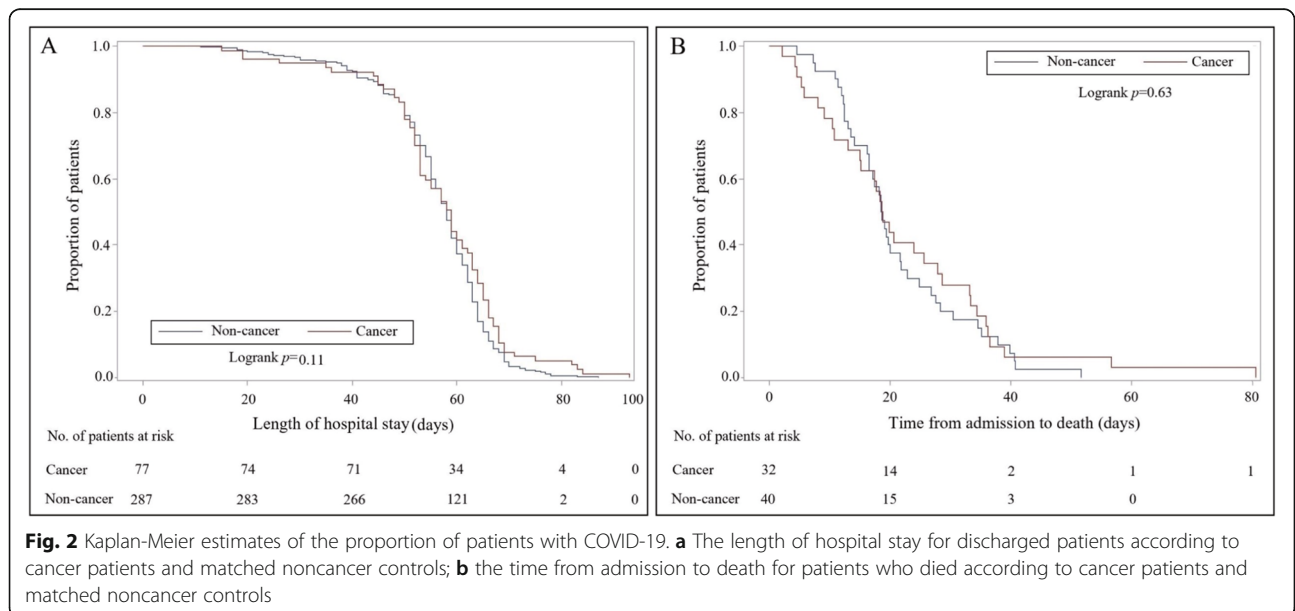 A
1.0
0.8
0.6
0.4
0.2
0.0
Proportion of patients
Non-cancer Cancer
Logrank p=0.11
0 20 40 60 80 100
Length of hospital stay (days)
No. of patients at risk
Cancer 77 74 71 34 4 0
Non-cancer 287 283 266 121 2 0
B
1.0
0.8
0.6
0.4
0.2
0.0
Proportion of patients
Non-cancer Cancer
Logrank p=0.63
0 20 40 60 80
Time from admission to death (days)
No. of patients at risk
Cancer 32 14 2 1 1
Non-cancer 40 15 3 0
Fig. 2 Kaplan-Meier estimates of the proportion of patients with COVID-19. a The length of hospital stay for discharged patients according to
cancer patients and matched noncancer controls; b the time from admission to death for patients who died according to cancer patients and
matched noncancer controls